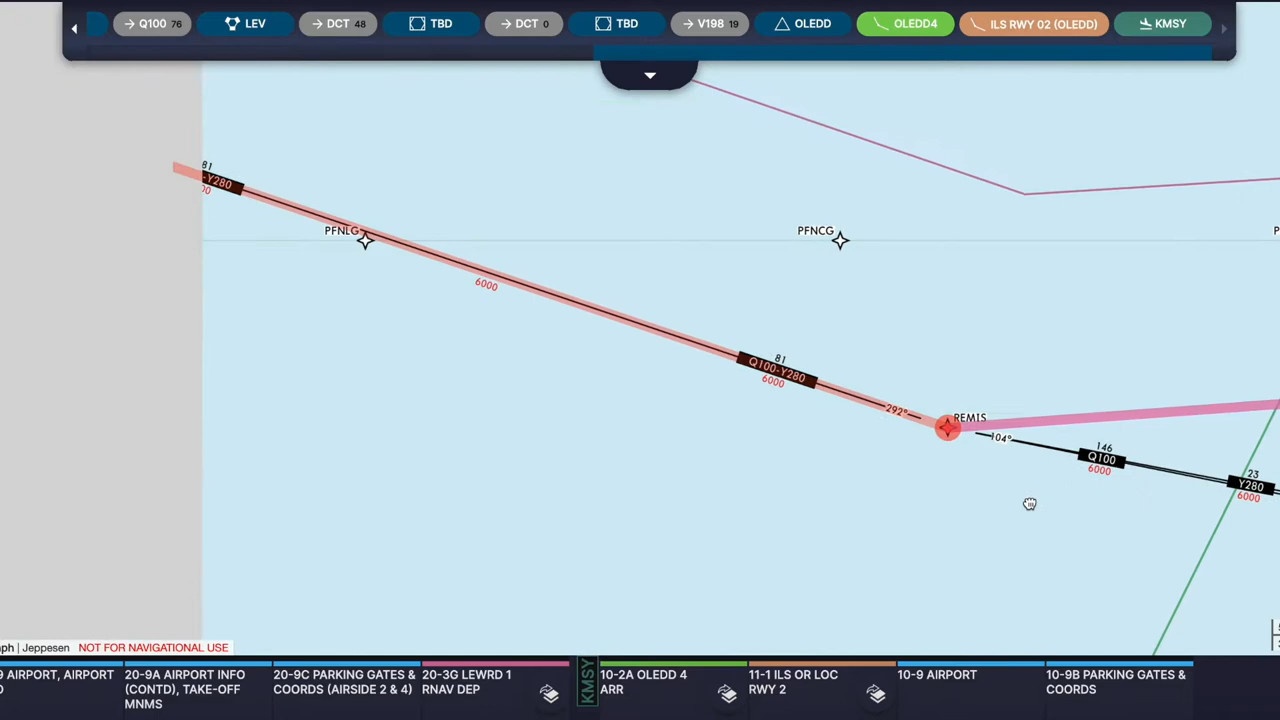 Q100 76
LEV
DCT 48
TBD
DCT 0
TBD
V198 19
OLEDD
OLEDD4
ILS RWY 02 (OLEDD)
KMSY
81
-Y280
00
PFNLG
PFNCG
P
6000
81
Q100-Y280
6000
292°
REMIS
104°
146
Q100
6000
23
Y280
6000
ph | Jeppesen NOT FOR NAVIGATIONAL USE
9 AIRPORT, AIRPORT
O
20-9A AIRPORT INFO
(CONTD), TAKE-OFF
MNMS
20-9C PARKING GATES &
COORDS (AIRSIDE 2 & 4)
20-3G LEWRD 1
RNAV DEP
KMSY
10-2A OLEDD 4
ARR
11-1 ILS OR LOC
RWY 2
10-9 AIRPORT
10-9B PARKING GATES &
COORDS